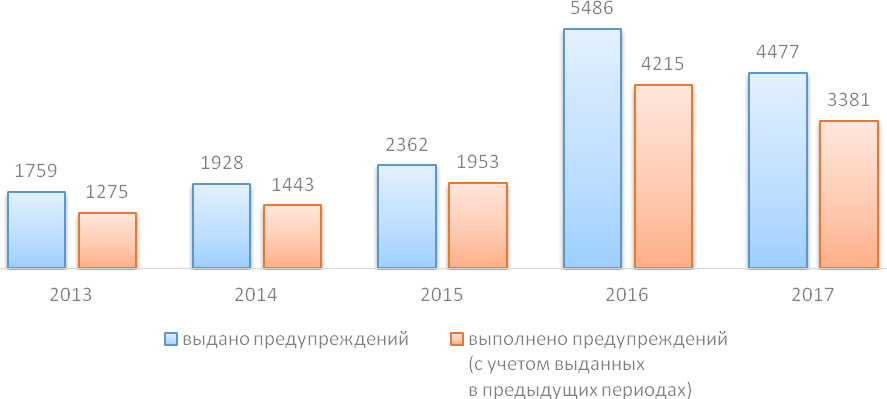 5486
4215
4477
3381
2362
1953
1928
1443
1759
1275
2013 2014 2015 2016 2017
выдано предупреждений
выполнено предупреждений
(с учетом выданных
в предыдущих периодах)